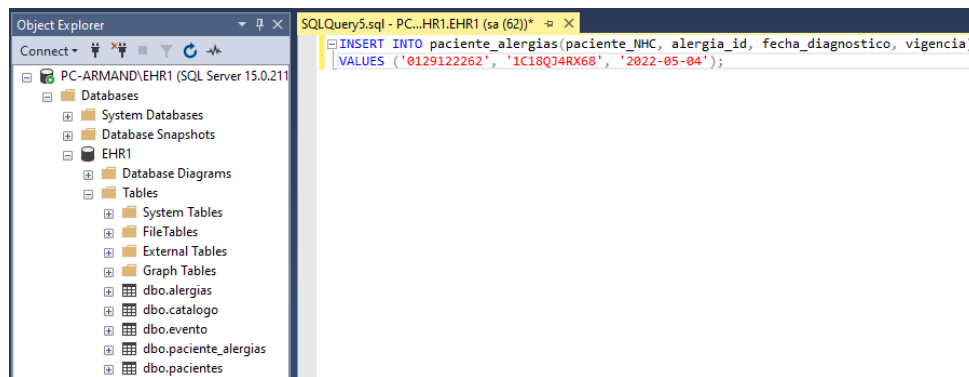 Object Explorer
Connect
PC-ARMAND\EHR1 (SQL Server 15.0.211
Databases
System Databases
Database Snapshots
EHR1
Database Diagrams
Tables
System Tables
FileTables
External Tables
Graph Tables
dbo.alergias
dbo.catalogo
dbo.evento
dbo.paciente_alergias
dbo.pacientes
SQLQuery5.sql - PC...HR1.EHR1 (sa (62))*
INSERT INTO paciente_alergias(paciente_NHC, alergia_id, fecha_diagnostico, vigencia)
VALUES ('0129122262', '1C18QJ4RX68', '2022-05-04');